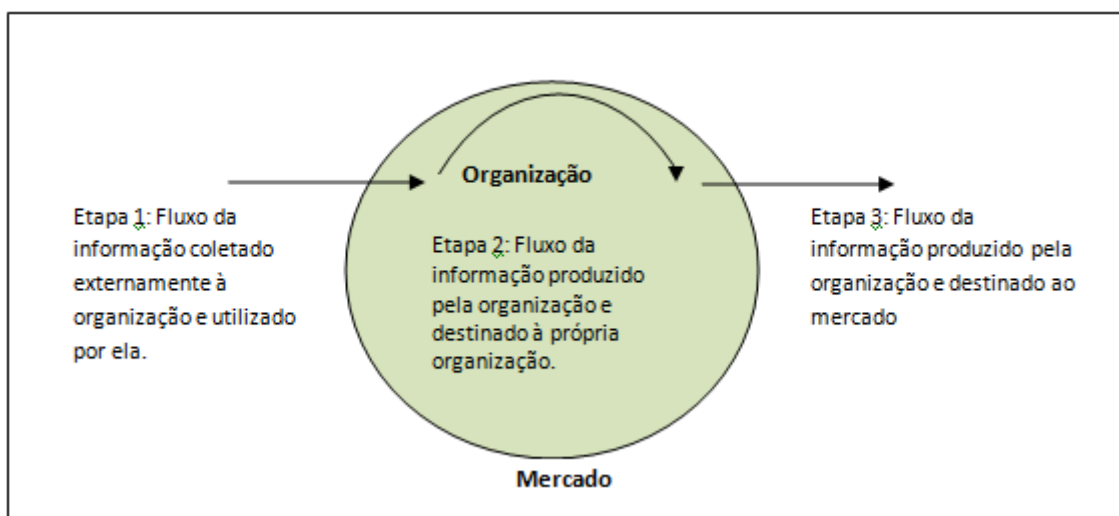 Organização
Etapa 1: Fluxo da
informação coletado
externamente à
organização e utilizado
por ela.
Etapa 2: Fluxo da
informação produzido
pela organização e
destinado à própria
organização.
Etapa 3: Fluxo da
informação produzido pela
organização e destinado ao
mercado
Mercado